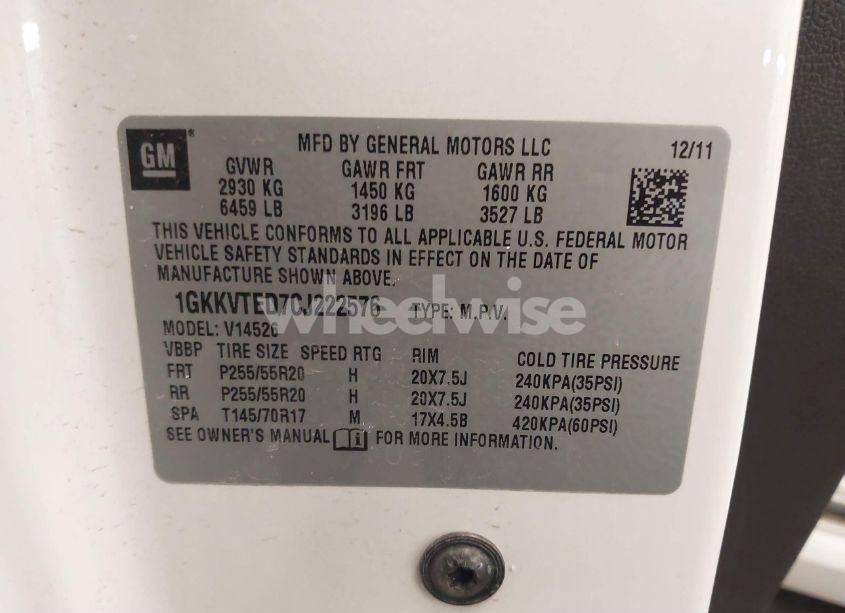 GM
MFD BY GENERAL MOTORS LLC 12/11
GVWR GAWR FRT GAWR RR
2930 KG 1450 KG 1600 KG
6459 LB 3196 LB 3527 LB
THIS VEHICLE CONFORMS TO ALL APPLICABLE U.S. FEDERAL MOTOR
VEHICLE SAFETY STANDARDS IN EFFECT ON THE DATE OF
MANUFACTURE SHOWN ABOVE.
1GKKVTED7CJ222576 TYPE: M.P.V.
wheelwise
MODEL: V14526
VBBP TIRE SIZE SPEED RTG RIM COLD TIRE PRESSURE
FRT P255/55R20 H 20X7.5J 240KPA(35PSI)
RR P255/55R20 H 20X7.5J 240KPA(35PSI)
SPA T145/70R17 M 17X4.5B 420KPA(60PSI)
SEE OWNER'S MANUAL FOR MORE INFORMATION.